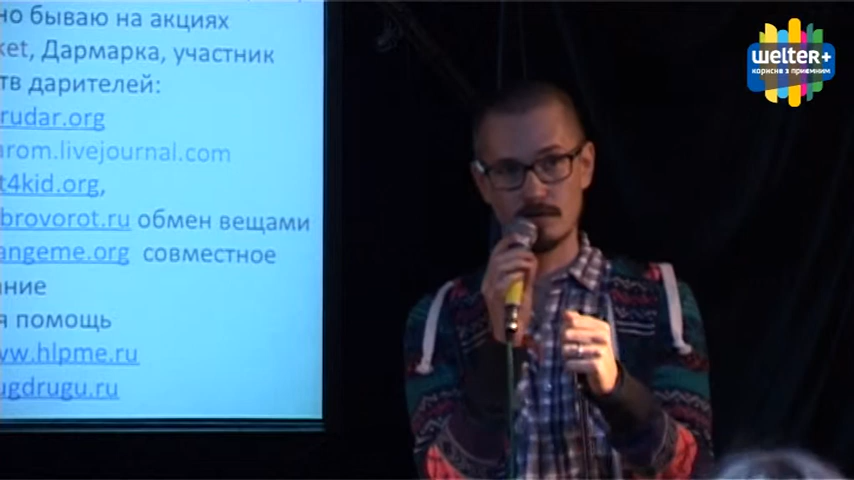 но бываю на акциях
ket, Дармарка, участник
тв дарителей:
rudar.org
arom.livejournal.com
t4kid.org,
brovorot.ru обмен вещами
angeme.org совместное
ание
я помощь
ww.hlpme.ru
ugdrugu.ru
welter+
корисне з приємним